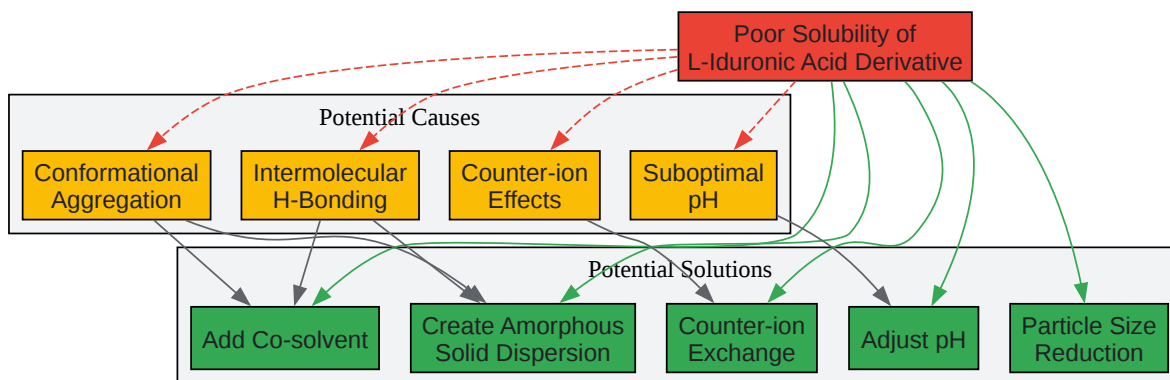 Poor Solubility of
L-Iduronic Acid Derivative
Potential Causes
Conformational
Aggregation
Intermolecular
H-Bonding
Counter-ion
Effects
Suboptimal
pH
Potential Solutions
Add Co-solvent
Create Amorphous
Solid Dispersion
Counter-ion
Exchange
Adjust pH
Particle Size
Reduction